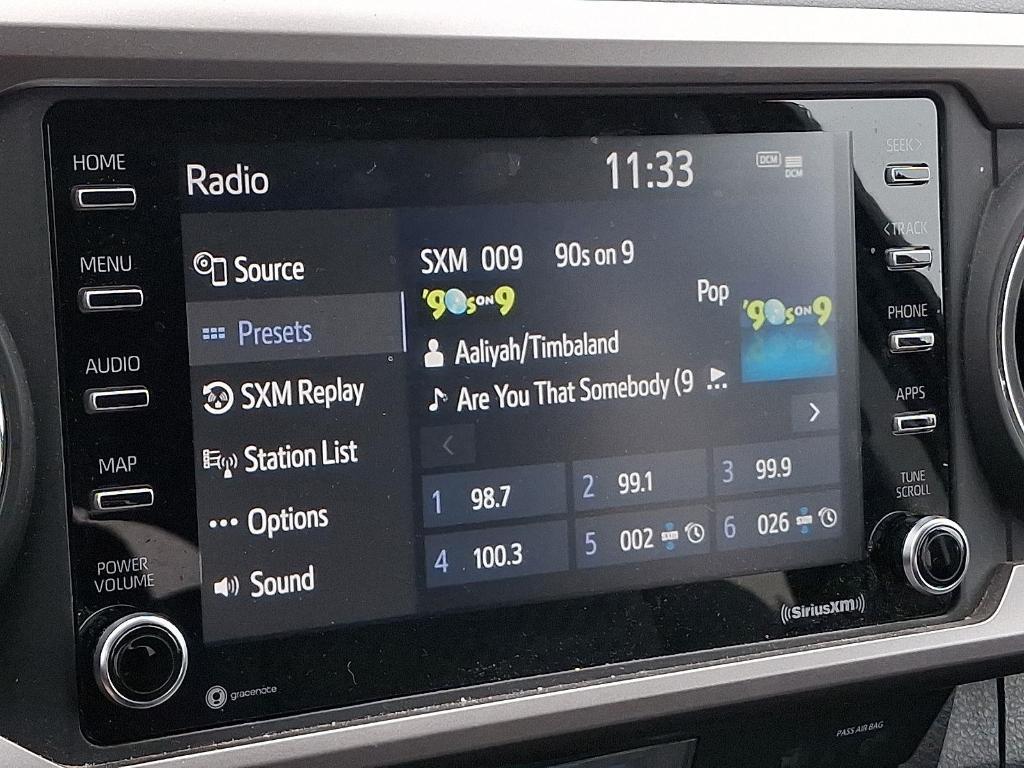 HOME
MENU
AUDIO
MAP
POWER
VOLUME
Radio
11:33
DCM
DCM
Source
Presets
SXM Replay
Station List
Options
Sound
SXM 009 90s on 9
'90s ON 9
Pop
'90s ON 9
Aaliyah/Timbaland
Are You That Somebody (9
1 98.7
2 99.1
3 99.9
4 100.3
5 002 SXM
6 026 SXM
SEEK >
< TRACK
PHONE
APPS
TUNE
SCROLL
gracenote
((SiriusXM))
PASS AIR BAG